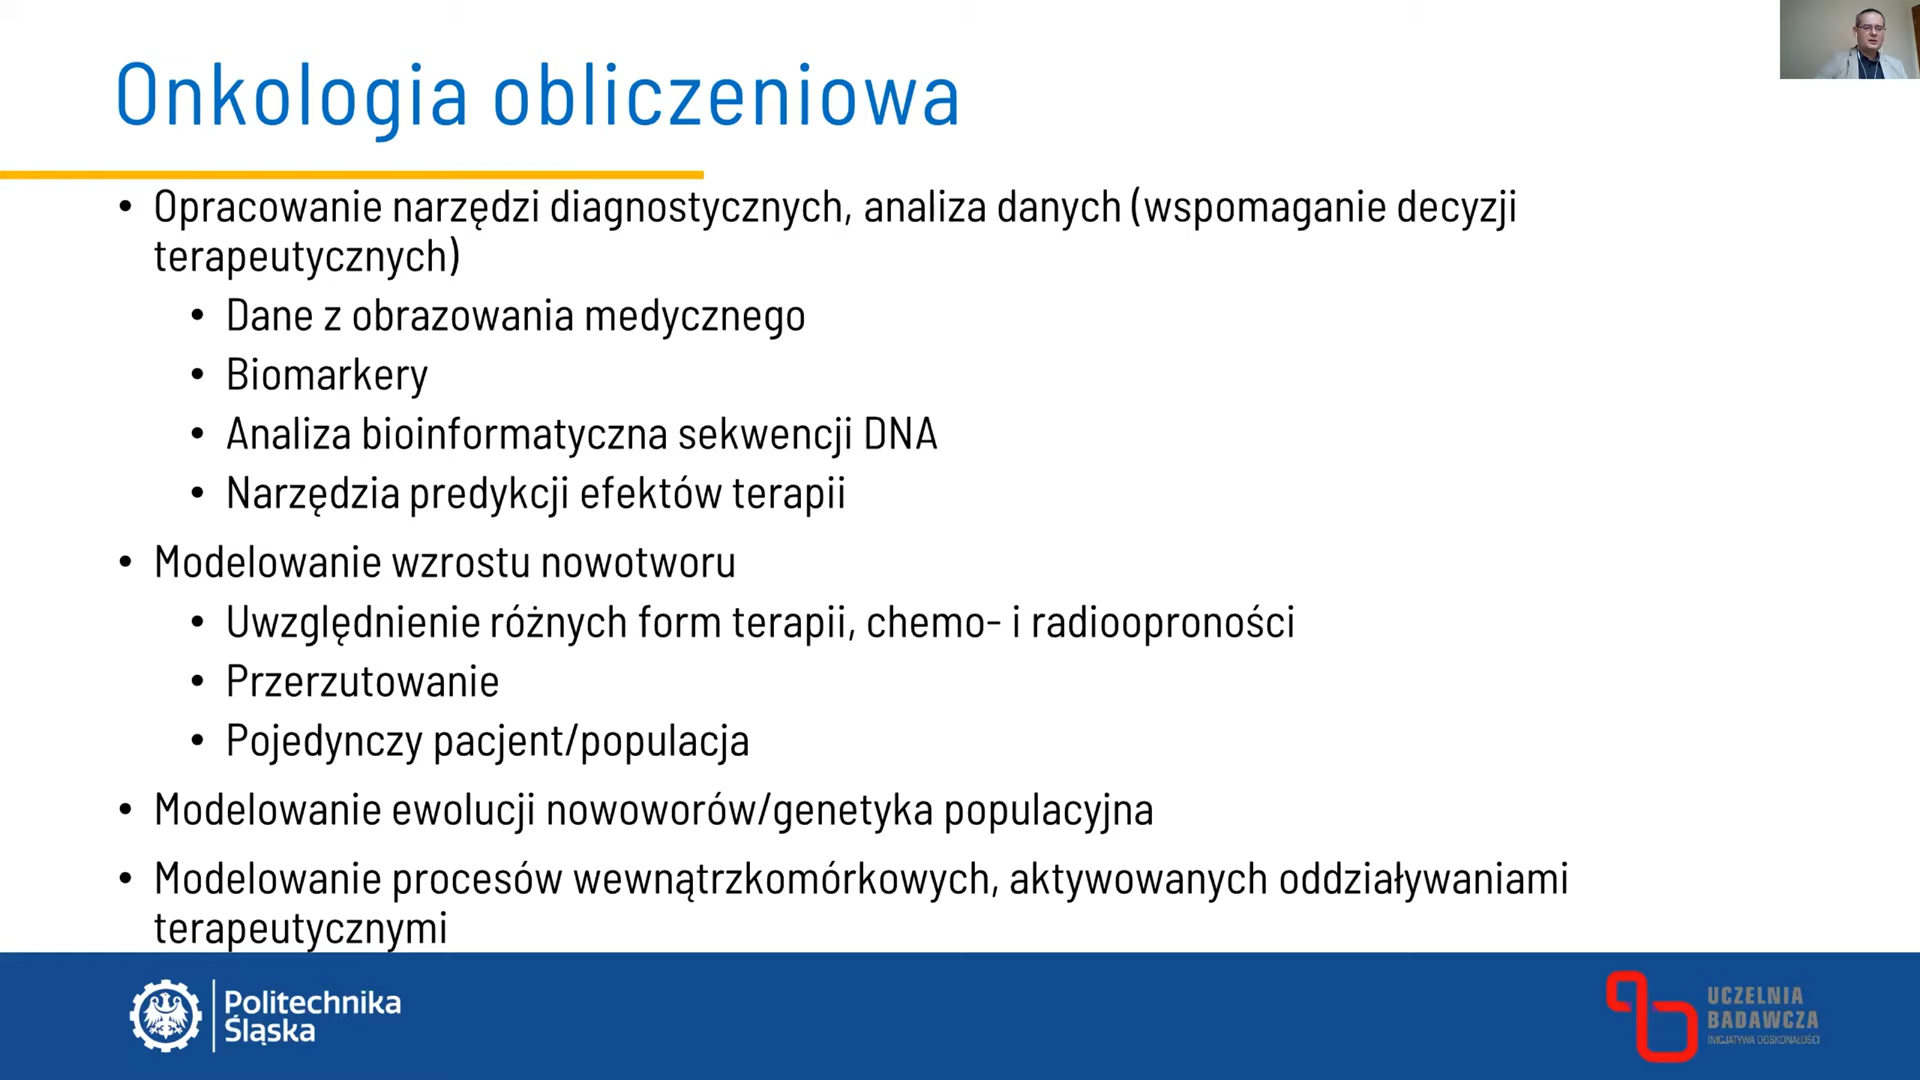 Onkologia obliczeniowa
• Opracowanie narzędzi diagnostycznych, analiza danych (wspomaganie decyzji
terapeutycznych)
• Dane z obrazowania medycznego
• Biomarkery
• Analiza bioinformatyczna sekwencji DNA
• Narzędzia predykcji efektów terapii
• Modelowanie wzrostu nowotworu
• Uwzględnienie różnych form terapii, chemo- i radiooproności
• Przerzutowanie
• Pojedynczy pacjent/populacja
• Modelowanie ewolucji nowoworów/genetyka populacyjna
• Modelowanie procesów wewnątrzkomórkowych, aktywowanych oddziaływaniami
terapeutycznymi
Politechnika
Śląska
UCZELNIA
BADAWCZA
INICJATYWA DOSKONAŁOŚCI